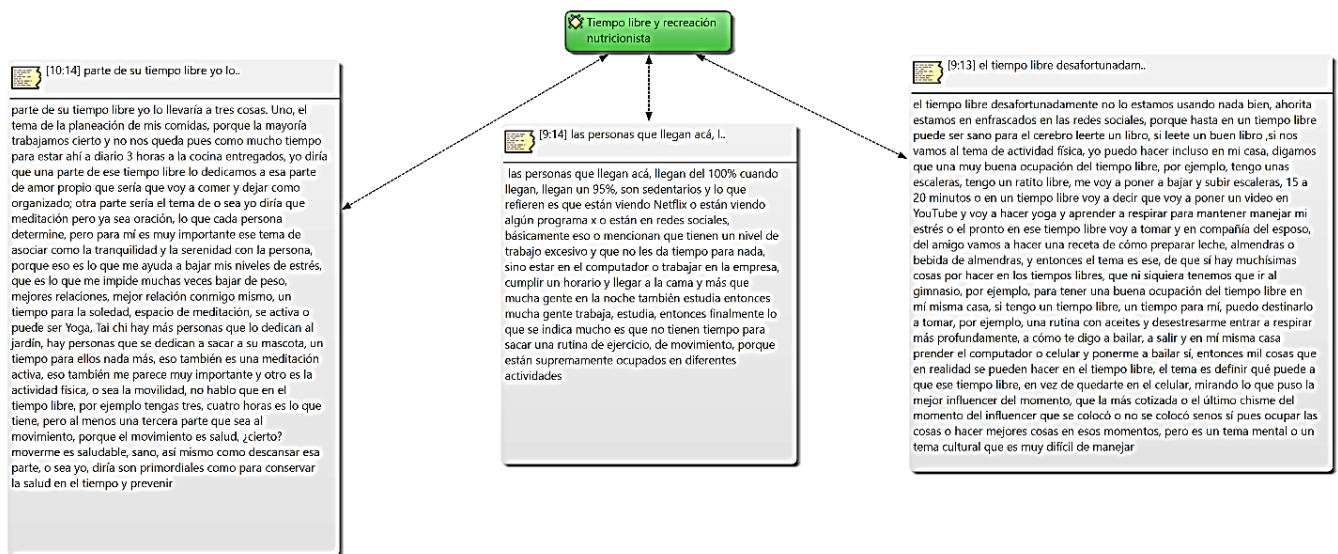 Tiempo libre y recreación
nutricionista
[10:14] parte de su tiempo libre yo lo..
parte de su tiempo libre yo lo llevaría a tres cosas. Uno, el
tema de la planeación de mis comidas, porque la mayoría
trabajamos cierto y no nos queda pues como mucho tiempo
para estar ahí a diario 3 horas a la cocina entregados, yo diría
que una parte de ese tiempo libre lo dedicamos a esa parte
de amor propio que sería que voy a comer y dejar como
organizado; otra parte sería el tema de o sea yo diría que
meditación pero ya sea oración, lo que cada persona
determine, pero para mí es muy importante ese tema de
asociar como la tranquilidad y la serenidad con la persona,
porque eso es lo que me ayuda a bajar mis niveles de estrés,
que es lo que me impide muchas veces bajar de peso,
mejores relaciones, mejor relación conmigo mismo, un
tiempo para la soledad, espacio de meditación, se activa o
puede ser Yoga, Tai chi hay más personas que lo dedican al
jardín, hay personas que se dedican a sacar a su mascota, un
tiempo para ellos nada más, eso también es una meditación
activa, eso también me parece muy importante y otro es la
actividad física, o sea la movilidad, no hablo que en el
tiempo libre, por ejemplo tengas tres, cuatro horas es lo que
tiene, pero al menos una tercera parte que sea al
movimiento, porque el movimiento es salud, ¿cierto?
moverme es saludable, sano, así mismo como descansar esa
parte, o sea yo, diría son primordiales como para conservar
la salud en el tiempo y prevenir
[9:14] las personas que llegan acá, l..
las personas que llegan acá, llegan del 100% cuando
llegan, llegan un 95%, son sedentarios y lo que
refieren es que están viendo Netflix o están viendo
algún programa x o están en redes sociales,
básicamente eso o mencionan que tienen un nivel de
trabajo excesivo y que no les da tiempo para nada,
sino estar en el computador o trabajar en la empresa,
cumplir un horario y llegar a la cama y más que
mucha gente en la noche también estudia entonces
mucha gente trabaja, estudia, entonces finalmente lo
que se indica mucho es que no tienen tiempo para
sacar una rutina de ejercicio, de movimiento, porque
están supremamente ocupados en diferentes
actividades
[9:13] el tiempo libre desafortunadam..
el tiempo libre desafortunadamente no lo estamos usando nada bien, ahorita
estamos en enfrascados en las redes sociales, porque hasta en un tiempo libre
puede ser sano para el cerebro leerte un libro, si leete un buen libro ,si nos
vamos al tema de actividad física, yo puedo hacer incluso en mi casa, digamos
que una muy buena ocupación del tiempo libre, por ejemplo, tengo unas
escaleras, tengo un ratito libre, me voy a poner a bajar y subir escaleras, 15 a
20 minutos o en un tiempo libre voy a decir que voy a poner un video en
YouTube y voy a hacer yoga y aprender a respirar para mantener manejar mi
estrés o el pronto en ese tiempo libre voy a tomar y en compañía del esposo,
del amigo vamos a hacer una receta de cómo preparar leche, almendras o
bebida de almendras, y entonces el tema es ese, de que sí hay muchísimas
cosas por hacer en los tiempos libres, que ni siquiera tenemos que ir al
gimnasio, por ejemplo, para tener una buena ocupación del tiempo libre en
mí misma casa, si tengo un tiempo libre, un tiempo para mí, puedo destinarlo
a tomar, por ejemplo, una rutina con aceites y desestresarme entrar a respirar
más profundamente, a cómo te digo a bailar, a salir y en mí misma casa
prender el computador o celular y ponerme a bailar sí, entonces mil cosas que
en realidad se pueden hacer en el tiempo libre, el tema es definir qué puede a
que ese tiempo libre, en vez de quedarte en el celular, mirando lo que puso la
mejor influencer del momento, que la más cotizada o el último chisme del
momento del influencer que se colocó o no se colocó senos sí pues ocupar las
cosas o hacer mejores cosas en esos momentos, pero es un tema mental o un
tema cultural que es muy difícil de manejar